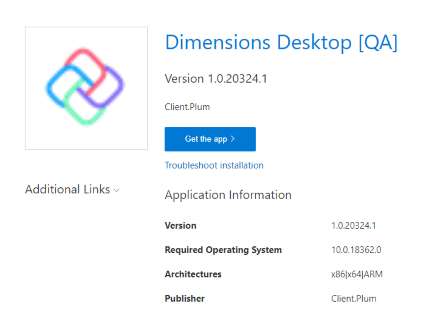 Dimensions Desktop [QA]
Version 1.0.20324.1
Client.Plum
Get the app
Troubleshoot installation
Additional Links
Application Information
Version 1.0.20324.1
Required Operating System 10.0.18362.0
Architectures x86|x64|ARM
Publisher Client.Plum